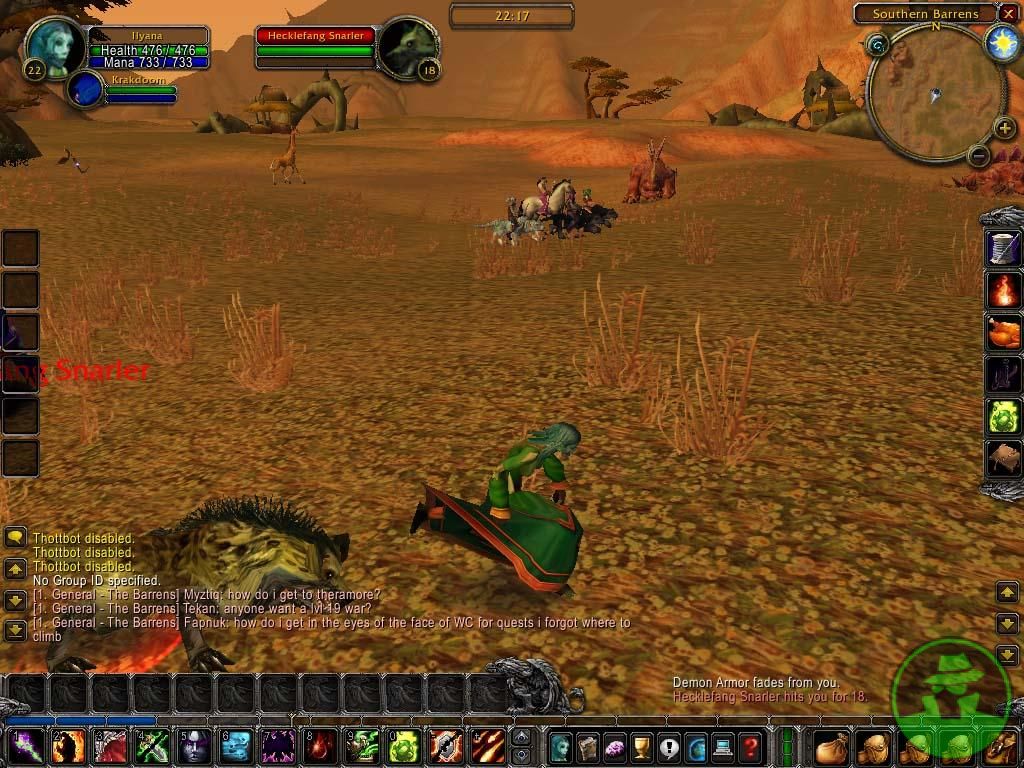 22:17
Southern Barrens
N
Ilyana
Hecklefang Snarler
Health 476 / 476
Mana 733 / 733
22
18
Krakdoom
Snarler
Thottbot disabled.
Thottbot disabled.
Thottbot disabled.
No Group ID specified.
[1. General - The Barrens] Myztiq: how do i get to theramore?
[1. General - The Barrens] Tekan: anyone want a lvl 19 war?
[1. General - The Barrens] Fapnuk: how do i get in the eyes of the face of WC for quests i forgot where to
climb
Demon Armor fades from you.
Hecklefang Snarler hits you for 18.